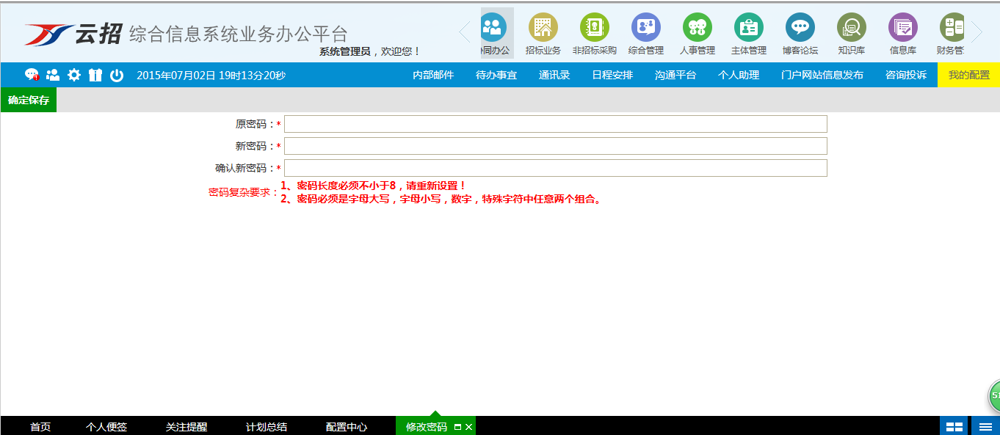 云招 综合信息系统业务办公平台
系统管理员，欢迎您！
协同办公 招标业务 非招标采购 综合管理 人事管理 主体管理 博客论坛 知识库 信息库 财务管
2015年07月02日 19时13分20秒 内部邮件 待办事宜 通讯录 日程安排 沟通平台 个人助理 门户网站信息发布 咨询投诉 我的配置
确定保存
原密码：*
新密码：*
确认新密码：*
密码复杂要求：
1、密码长度必须不小于8，请重新设置！
2、密码必须是字母大写，字母小写，数字，特殊字符中任意两个组合。
首页 个人便签 关注提醒 计划总结 配置中心 修改密码